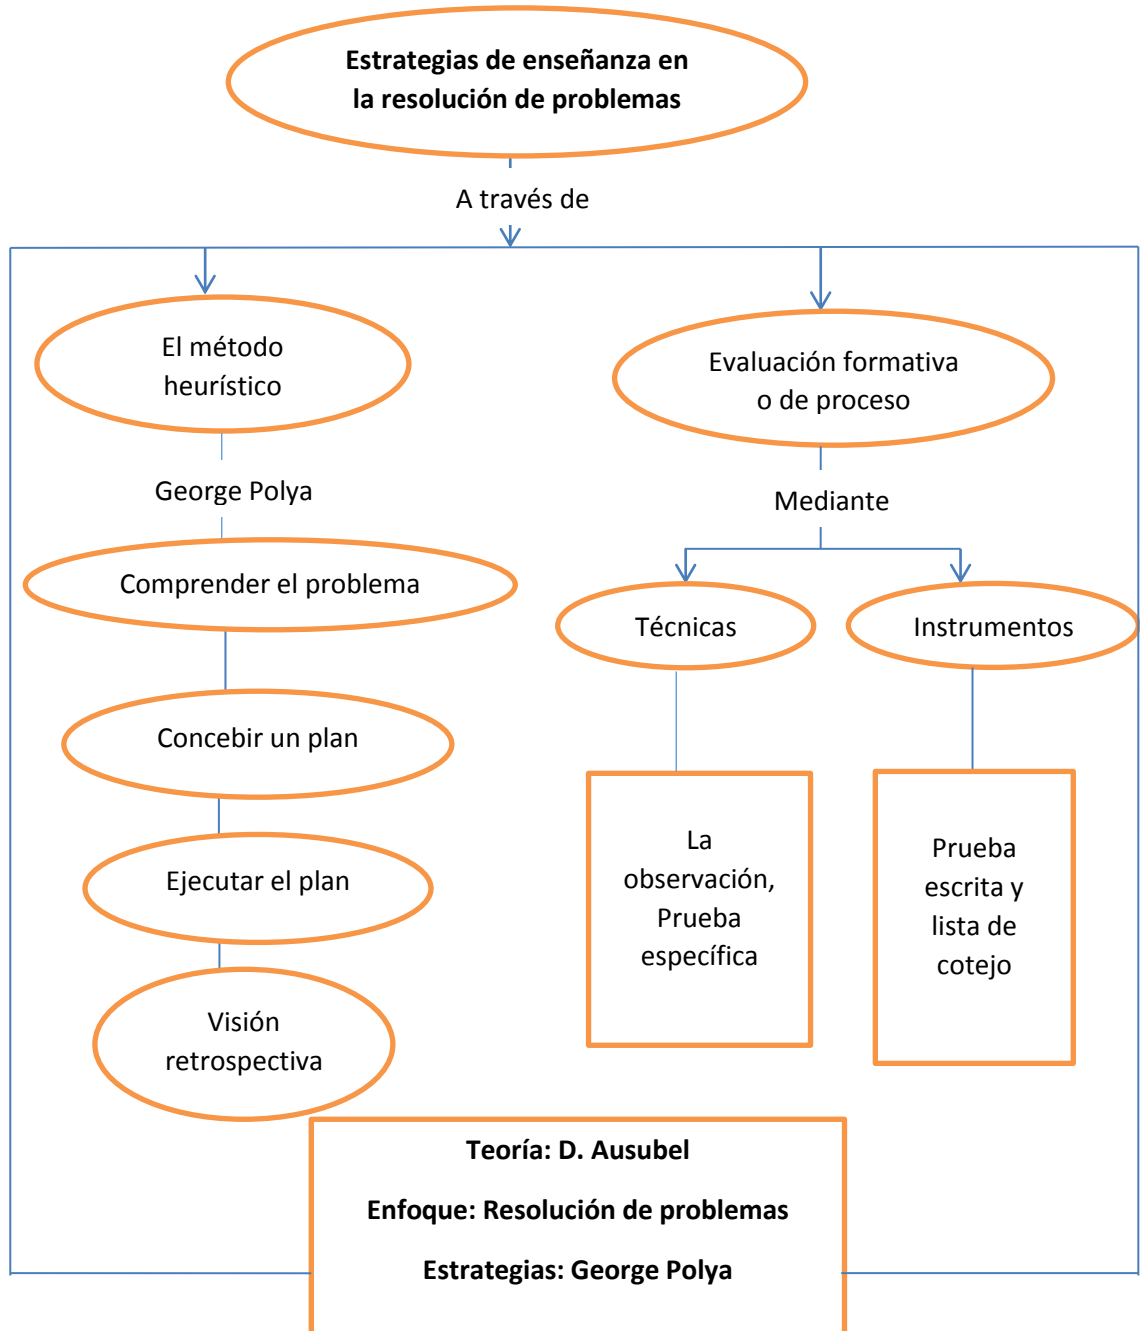 Estrategias de enseñanza en
la resolución de problemas
A través de
El método
heurístico
George Polya
Comprender el problema
Concebir un plan
Ejecutar el plan
Visión
retrospectiva
Evaluación formativa
o de proceso
Mediante
Técnicas
Instrumentos
La
observación,
Prueba
específica
Prueba
escrita y
lista de
cotejo
Teoría: D. Ausubel
Enfoque: Resolución de problemas
Estrategias: George Polya